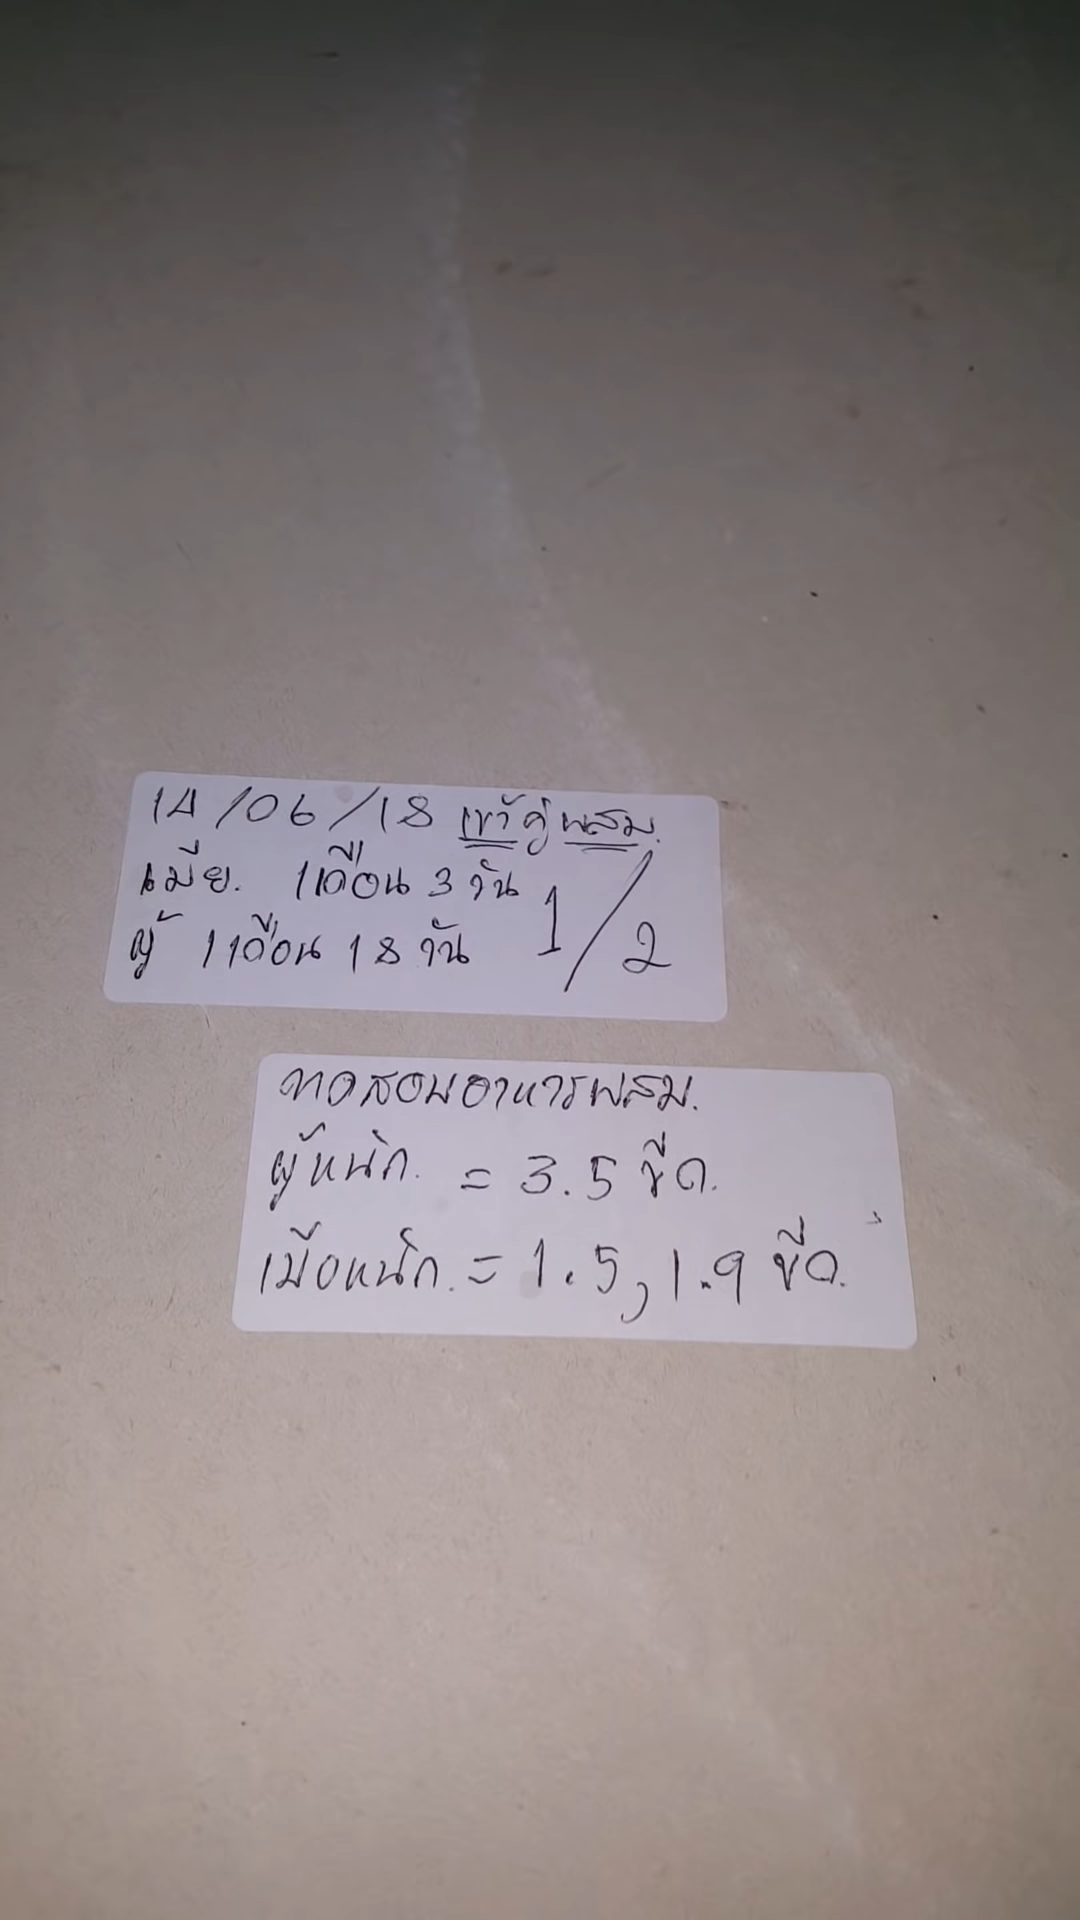 14/06/18 เข้าคู่ผสม.
เมีย. 1เดือน 3 วัน
ผู้ 1เดือน 18 วัน 1/2
ทดสอบอาหารผสม.
ผู้หนัก. = 3.5 ขีด.
เมียหนัก. = 1.5, 1.9 ขีด.